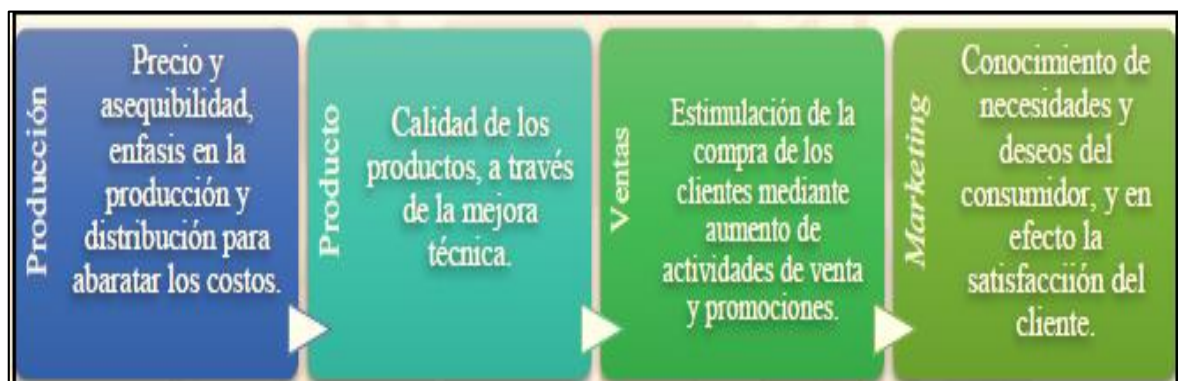 Producción
Precio y
asequibilidad,
enfasis en la
producción y
distribución para
abaratar los costos.
Producto
Calidad de los
productos, a través
de la mejora
técnica.
Ventas
Estimulación de la
compra de los
clientes mediante
aumento de
actividades de venta
y promociones.
Marketing
Conocimiento de
necesidades y
deseos del
consumidor, y en
efecto la
satisfacciión del
cliente.